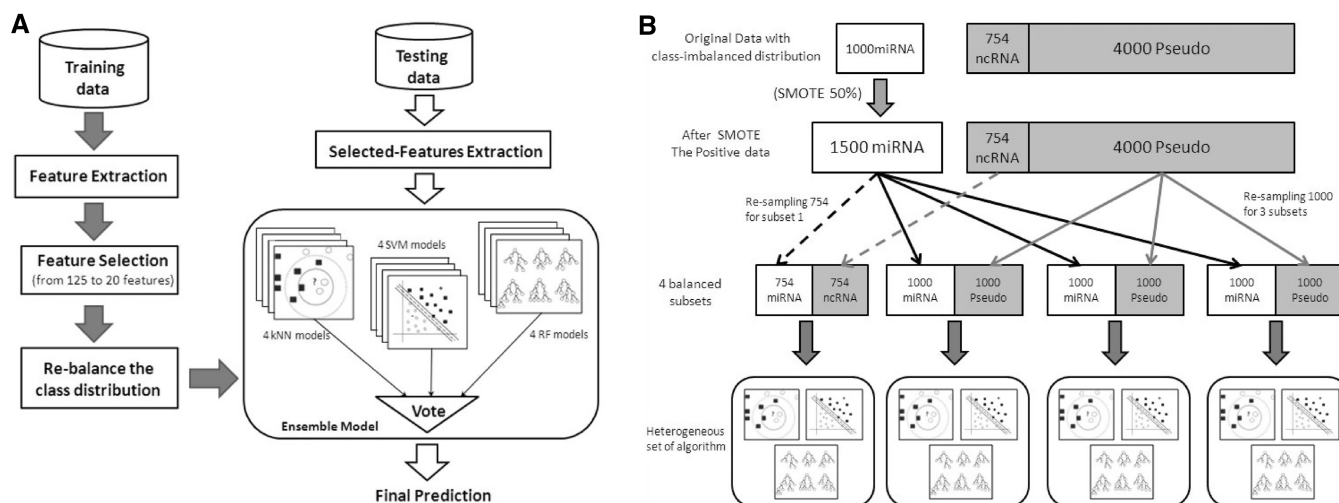 A
Training
data
Feature Extraction
Feature Selection
(from 125 to 20 features)
Re-balance the
class distribution
Testing
data
Selected-Features Extraction
?
4 kNN models
4 SVM models
4 RF models
Vote
Ensemble Model
Final Prediction
B
Original Data with
class-imbalanced distribution
1000miRNA
754
ncRNA
4000 Pseudo
(SMOTE 50%)
After SMOTE
The Positive data
1500 miRNA
754
ncRNA
4000 Pseudo
Re-sampling 754
for subset 1
Re-sampling 1000
for 3 subsets
4 balanced
subsets
754
miRNA
754
ncRNA
1000
miRNA
1000
Pseudo
1000
miRNA
1000
Pseudo
1000
miRNA
1000
Pseudo
Heterogeneous
set of algorithm
?
?
?
?